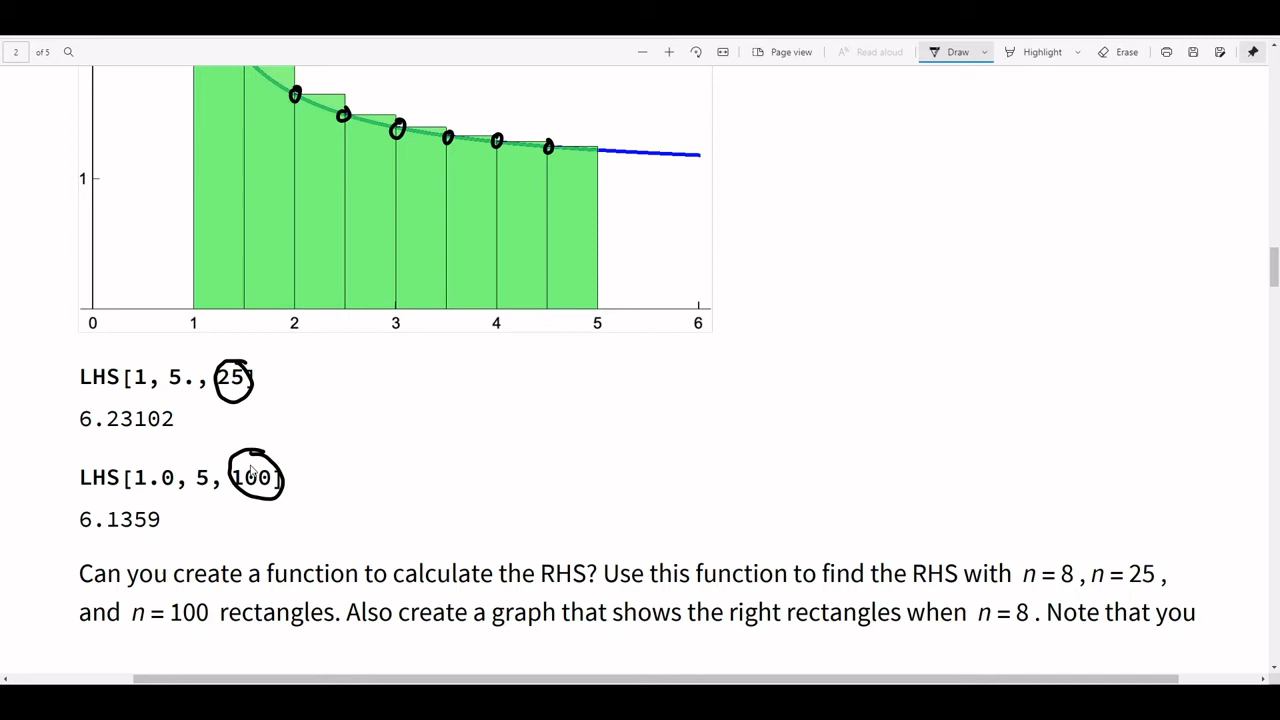 2 of 5 Page view Read aloud Draw Highlight Erase
1
0 1 2 3 4 5 6
LHS[1, 5., 25]
6.23102
LHS[1.0, 5, 100]
6.1359
Can you create a function to calculate the RHS? Use this function to find the RHS with n = 8 , n = 25 ,
and n = 100 rectangles. Also create a graph that shows the right rectangles when n = 8 . Note that you